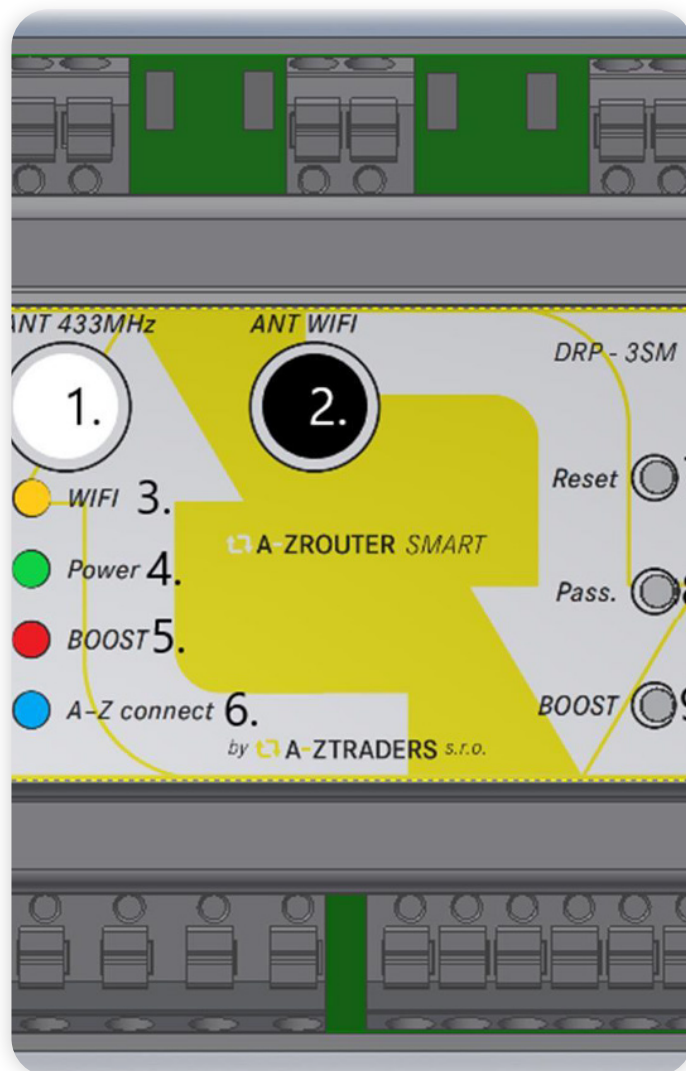 ANT 433MHz
ANT WIFI
DRP - 3SM
1.
2.
WIFI 3.
Reset
A-ZROUTER SMART
Power 4.
Pass.
BOOST 5.
BOOST
A-Z connect 6.
by A-ZTRADERS s.r.o.